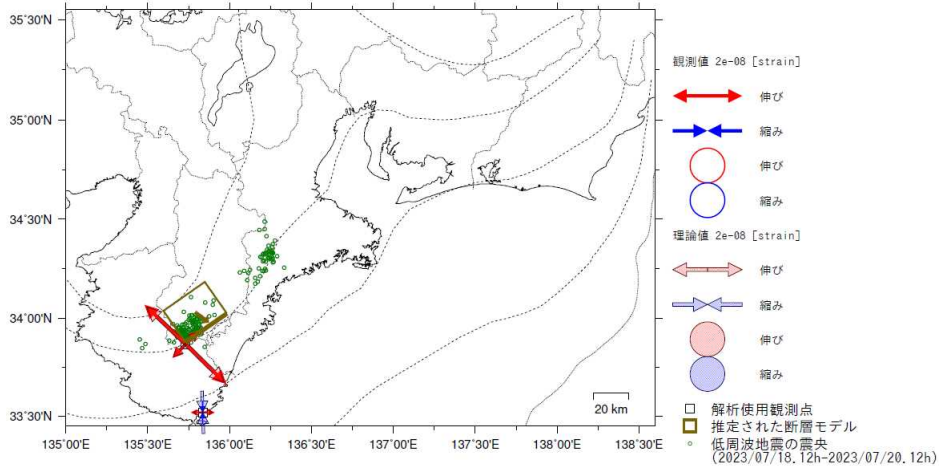 35°30'N
35°00'N
34°30'N
34°00'N
33°30'N
135°00'E
135°30'E
136°00'E
136°30'E
137°00'E
137°30'E
138°00'E
138°30'E
20 km
観測値 2e-08 [strain]
伸び
縮み
伸び
縮み
理論値 2e-08 [strain]
伸び
縮み
伸び
縮み
解析使用観測点
推定された断層モデル
低周波地震の震央
(2023/07/18.12h-2023/07/20.12h)